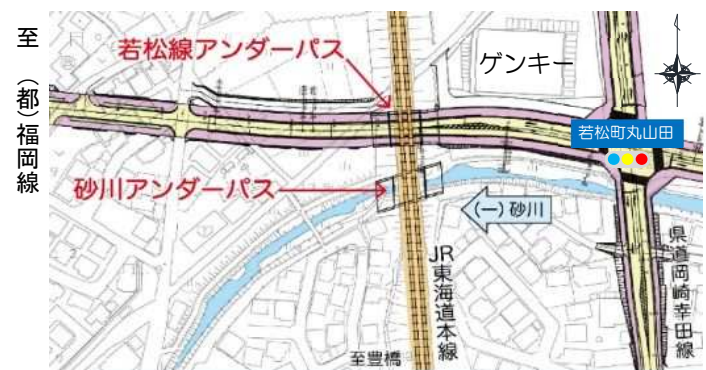 至（都）福岡線
若松線アンダーパス
ゲンキー
若松町丸山田
砂川アンダーパス
(一)砂川
JR東海道本線
県道岡崎幸田線
至豊橋